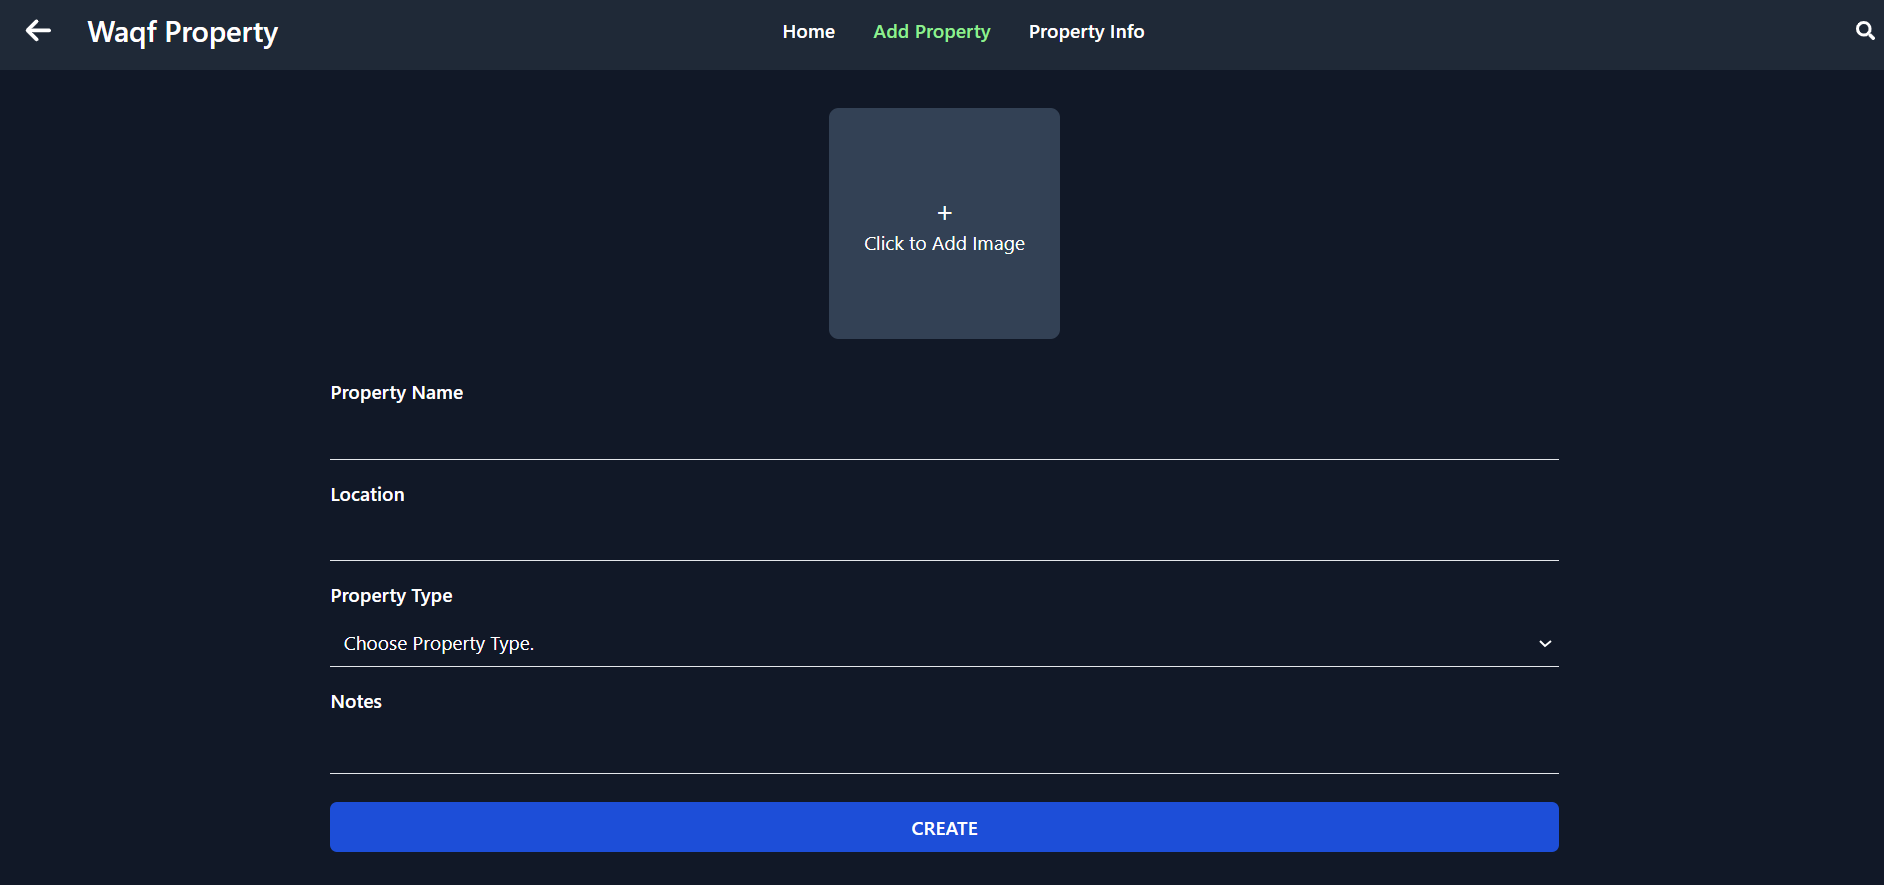 Waqf Property
Home Add Property Property Info
+
Click to Add Image
Property Name
Location
Property Type
Choose Property Type.
Notes
CREATE